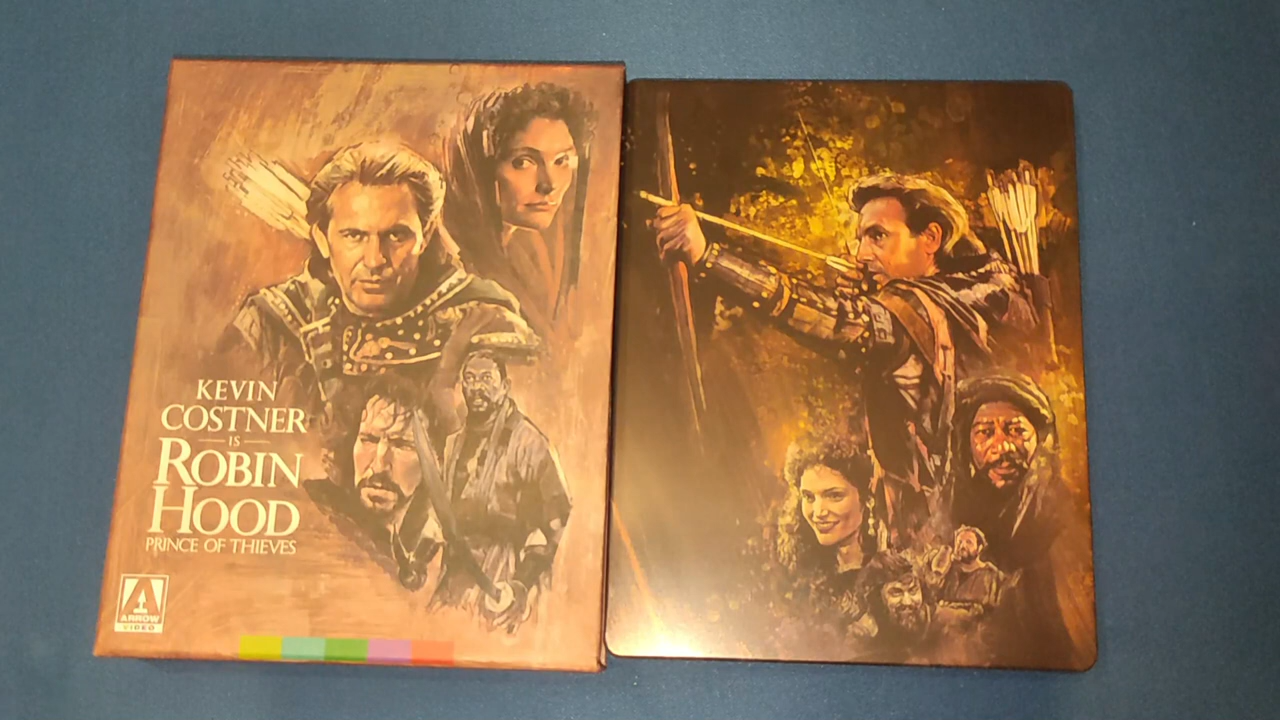 KEVIN
COSTNER
IS
ROBIN
HOOD
PRINCE OF THIEVES
ARROW
VIDEO